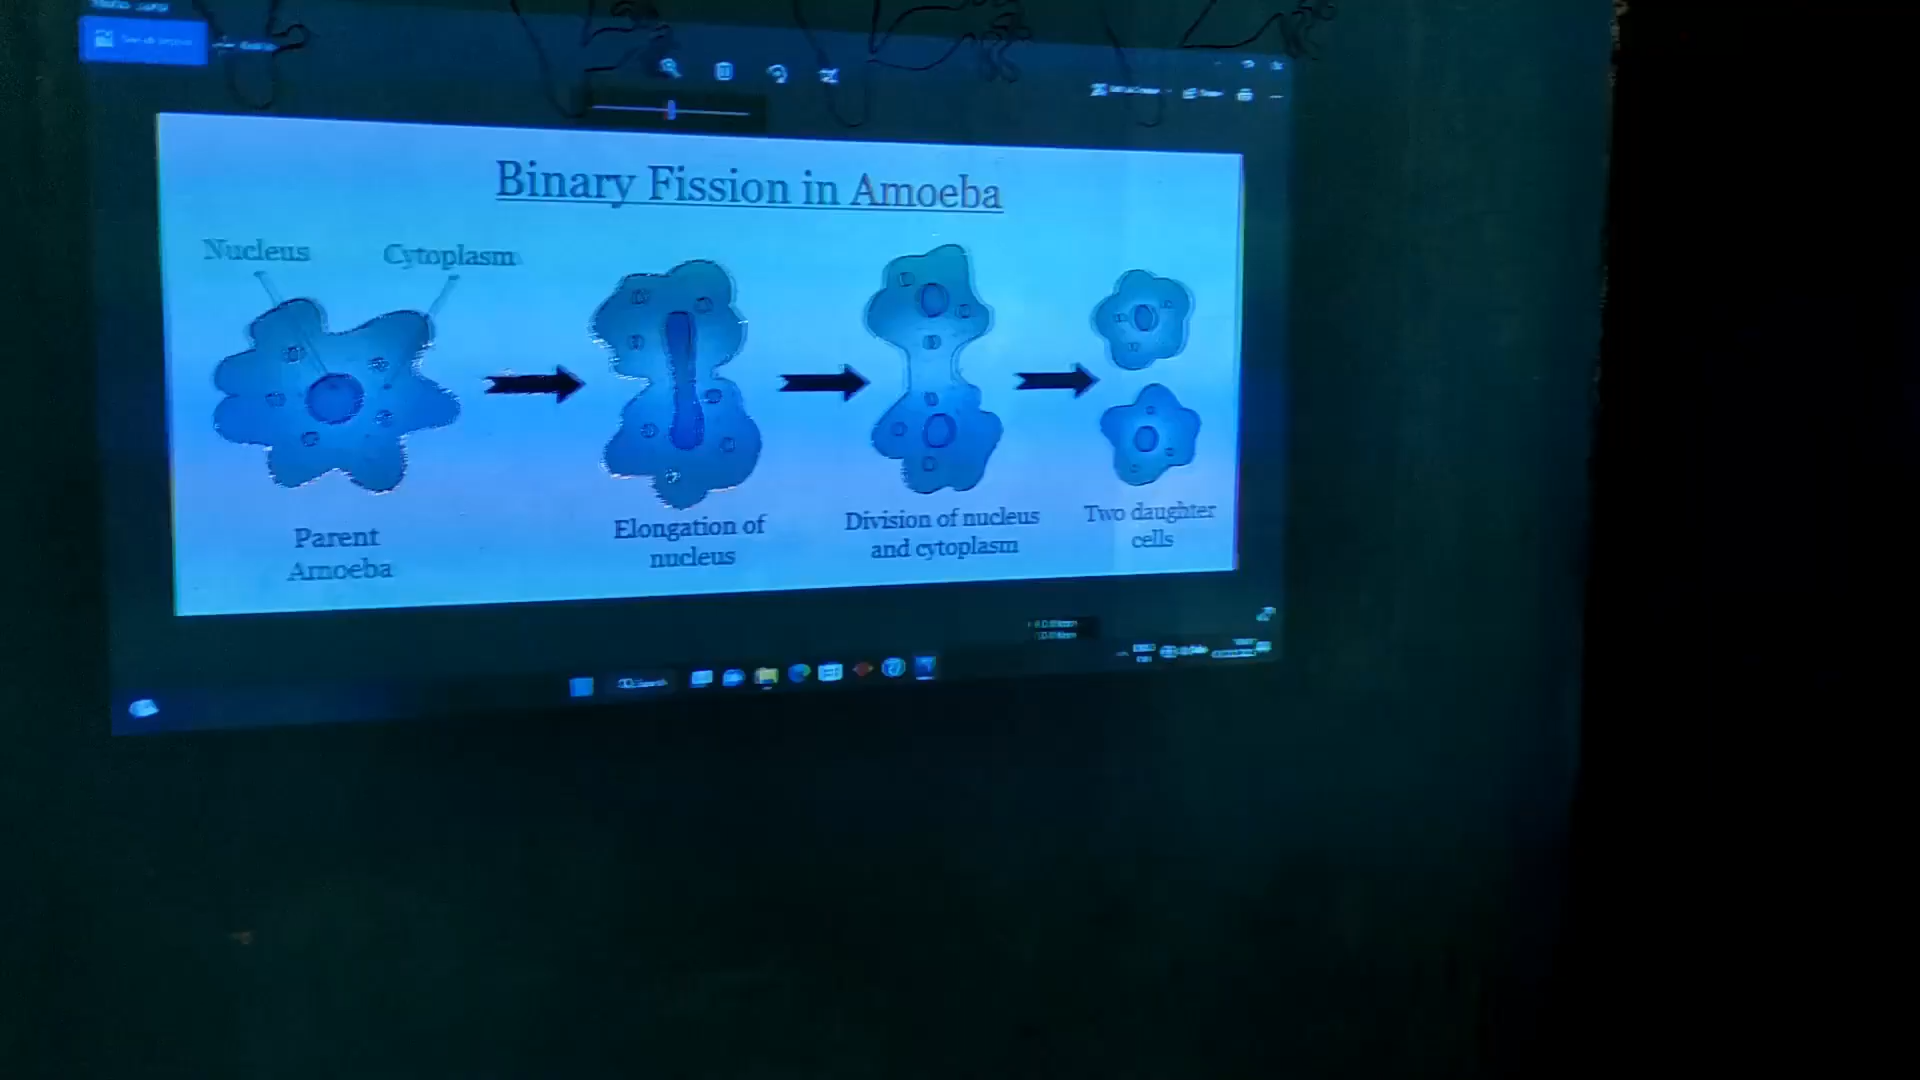 Binary Fission in Amoeba
Nucleus
Cytoplasm
Parent
Amoeba
Elongation of
nucleus
Division of nucleus
and cytoplasm
Two daughter
cells